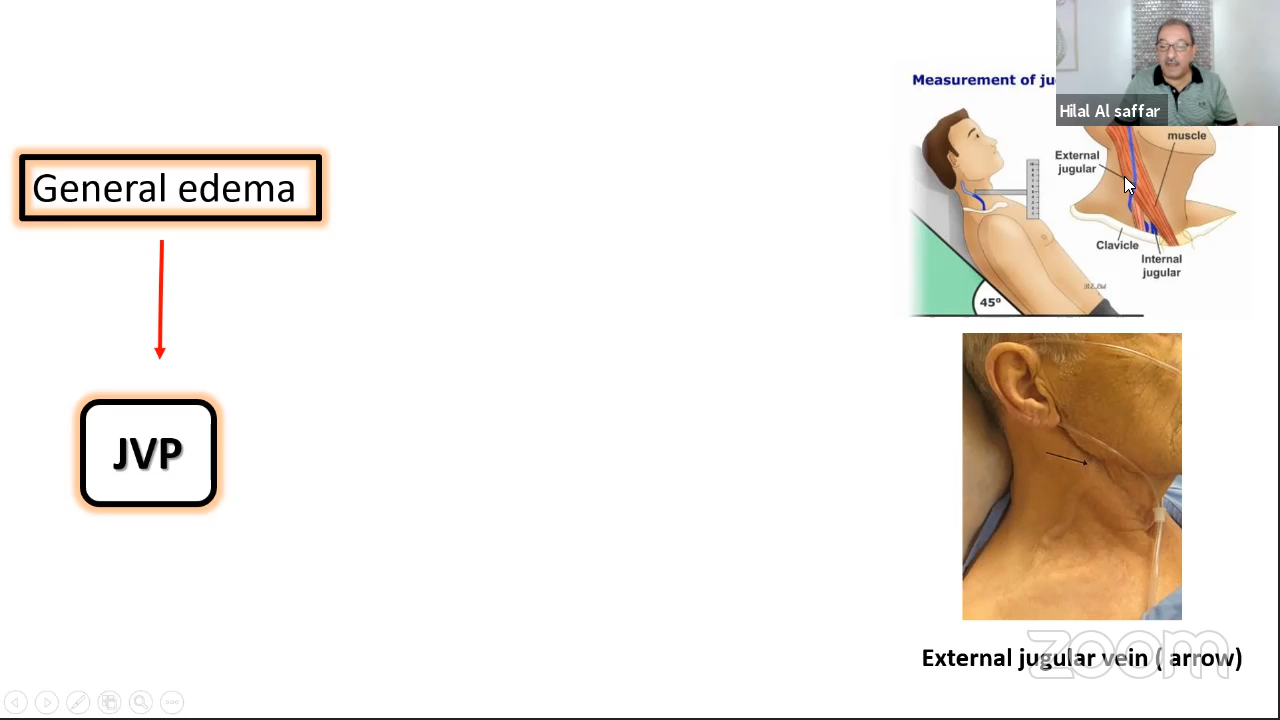 General edema
JVP
Measurement of
Hilal Al saffar
muscle
External
jugular
Clavicle
Internal
jugular
45°
External jugular vein ( arrow)
zoom